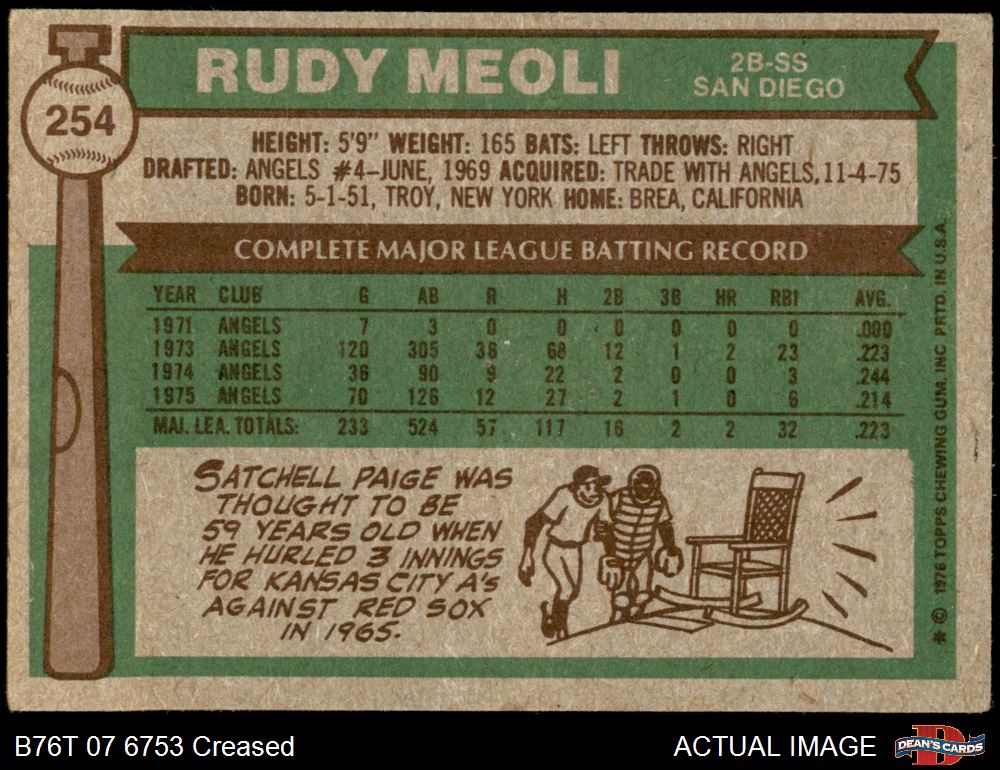 RUDY MEOLI
2B-SS
SAN DIEGO
254
HEIGHT: 5'9" WEIGHT: 165 BATS: LEFT THROWS: RIGHT
DRAFTED: ANGELS #4-JUNE, 1969 ACQUIRED: TRADE WITH ANGELS, 11-4-75
BORN: 5-1-51, TROY, NEW YORK HOME: BREA, CALIFORNIA
COMPLETE MAJOR LEAGUE BATTING RECORD
YEAR CLUB G AB R H 2B 3B HR RBI AVG.
1971 ANGELS 7 3 0 0 0 0 0 0 .000
1973 ANGELS 120 305 36 68 12 1 2 23 .223
1974 ANGELS 36 90 9 22 2 0 0 3 .244
1975 ANGELS 70 126 12 27 2 1 0 6 .214
MAJ. LEA. TOTALS: 233 524 57 117 16 2 2 32 .223
SATCHELL PAIGE WAS
THOUGHT TO BE
59 YEARS OLD WHEN
HE HURLED 3 INNINGS
FOR KANSAS CITY A's
AGAINST RED SOX
IN 1965.
* © 1976 TOPPS CHEWING GUM, INC PRTD. IN U.S.A.
B76T 07 6753 Creased
ACTUAL IMAGE
DEAN'S CARDS